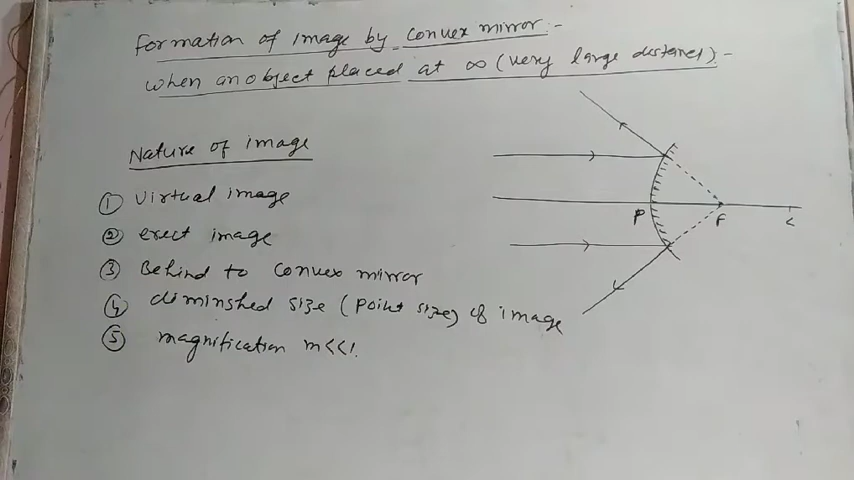 Formation of image by convex mirror:-
when an object placed at ∞ (very large distance) -
Nature of image
① Virtual image
② erect image
③ Behind to convex mirror
④ diminshed size (point size) of image
⑤ magnification m<<1.
P
F
C